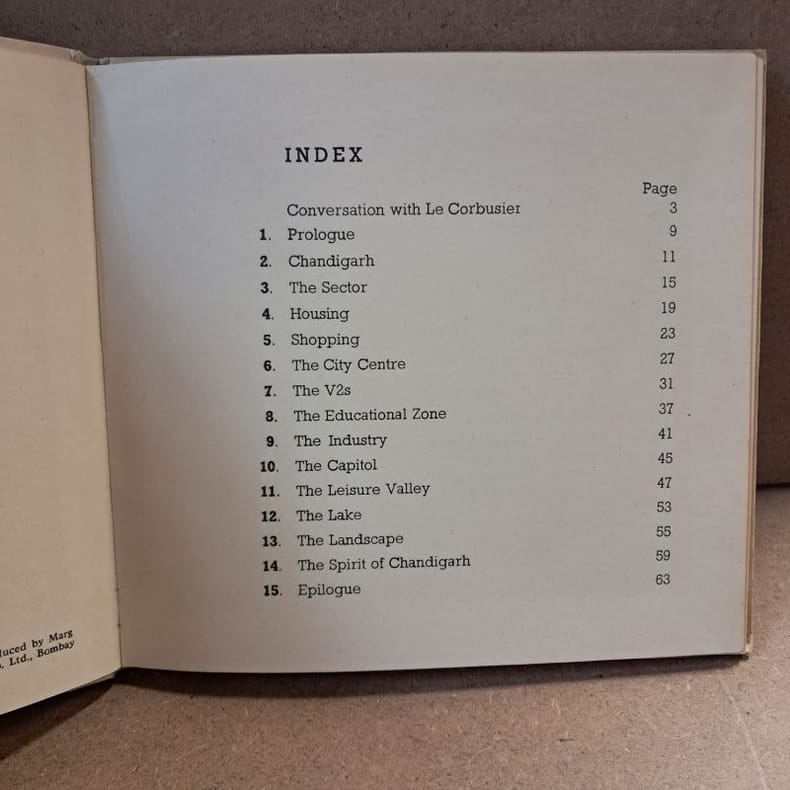 INDEX
Page
Conversation with Le Corbusier 3
1. Prologue 9
2. Chandigarh 11
3. The Sector 15
4. Housing 19
5. Shopping 23
6. The City Centre 27
7. The V2s 31
8. The Educational Zone 37
9. The Industry 41
10. The Capitol 45
11. The Leisure Valley 47
12. The Lake 53
13. The Landscape 55
14. The Spirit of Chandigarh 59
15. Epilogue 63
by Marg
Ltd., Bombay